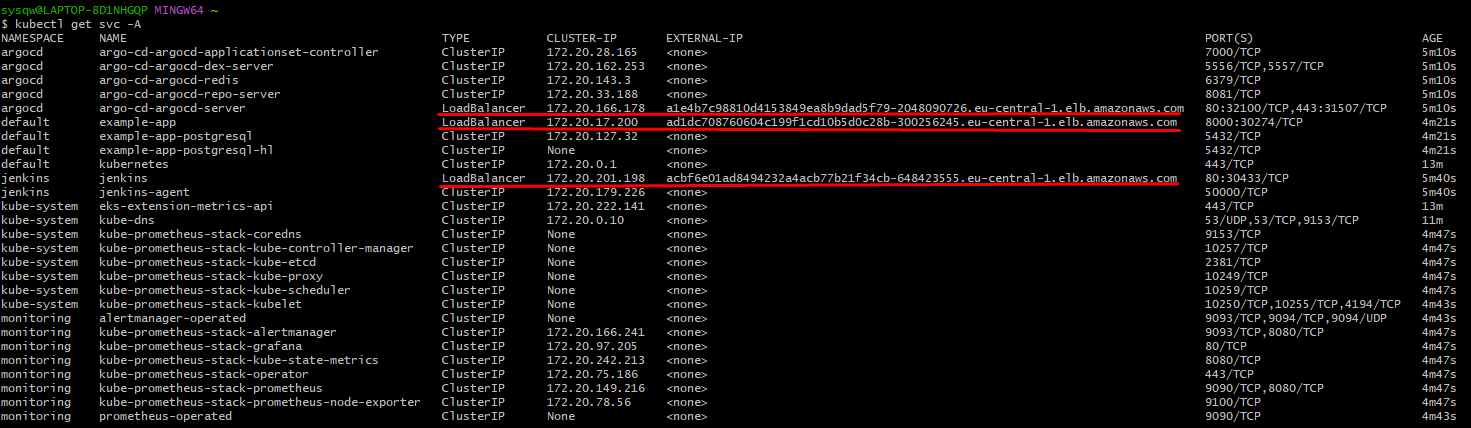 sysqw@LAPTOP-8D1NHGQP MINGW64 ~
$ kubectl get svc -A
NAMESPACE NAME TYPE CLUSTER-IP EXTERNAL-IP PORT(S) AGE
argocd argo-cd-argocd-applicationset-controller ClusterIP 172.20.28.165 <none> 7000/TCP 5m10s
argocd argo-cd-argocd-dex-server ClusterIP 172.20.162.253 <none> 5556/TCP,5557/TCP 5m10s
argocd argo-cd-argocd-redis ClusterIP 172.20.143.3 <none> 6379/TCP 5m10s
argocd argo-cd-argocd-repo-server ClusterIP 172.20.33.188 <none> 8081/TCP 5m10s
argocd argo-cd-argocd-server LoadBalancer 172.20.166.178 a1e4b7c98810d4153849ea8b9dad5f79-2048090726.eu-central-1.elb.amazonaws.com 80:32100/TCP,443:31507/TCP 5m10s
default example-app LoadBalancer 172.20.17.200 ad1dc708760604c199f1cd10b5d0c28b-300256245.eu-central-1.elb.amazonaws.com 8000:30274/TCP 4m21s
default example-app-postgresql ClusterIP 172.20.127.32 <none> 5432/TCP 4m21s
default example-app-postgresql-hl ClusterIP None <none> 5432/TCP 4m21s
default kubernetes ClusterIP 172.20.0.1 <none> 443/TCP 13m
jenkins jenkins LoadBalancer 172.20.201.198 acbf6e01ad8494232a4acb77b21f34cb-648423555.eu-central-1.elb.amazonaws.com 80:30433/TCP 5m40s
jenkins jenkins-agent ClusterIP 172.20.179.226 <none> 50000/TCP 5m40s
kube-system eks-extension-metrics-api ClusterIP 172.20.222.141 <none> 443/TCP 13m
kube-system kube-dns ClusterIP 172.20.0.10 <none> 53/UDP,53/TCP,9153/TCP 11m
kube-system kube-prometheus-stack-coredns ClusterIP None <none> 9153/TCP 4m47s
kube-system kube-prometheus-stack-kube-controller-manager ClusterIP None <none> 10257/TCP 4m47s
kube-system kube-prometheus-stack-kube-etcd ClusterIP None <none> 2381/TCP 4m47s
kube-system kube-prometheus-stack-kube-proxy ClusterIP None <none> 10249/TCP 4m47s
kube-system kube-prometheus-stack-kube-scheduler ClusterIP None <none> 10259/TCP 4m47s
kube-system kube-prometheus-stack-kubelet ClusterIP None <none> 10250/TCP,10255/TCP,4194/TCP 4m43s
monitoring alertmanager-operated ClusterIP None <none> 9093/TCP,9094/TCP,9094/UDP 4m43s
monitoring kube-prometheus-stack-alertmanager ClusterIP 172.20.166.241 <none> 9093/TCP,8080/TCP 4m47s
monitoring kube-prometheus-stack-grafana ClusterIP 172.20.97.205 <none> 80/TCP 4m47s
monitoring kube-prometheus-stack-kube-state-metrics ClusterIP 172.20.242.213 <none> 8080/TCP 4m47s
monitoring kube-prometheus-stack-operator ClusterIP 172.20.75.186 <none> 443/TCP 4m47s
monitoring kube-prometheus-stack-prometheus ClusterIP 172.20.149.216 <none> 9090/TCP,8080/TCP 4m47s
monitoring kube-prometheus-stack-prometheus-node-exporter ClusterIP 172.20.78.56 <none> 9100/TCP 4m47s
monitoring prometheus-operated ClusterIP None <none> 9090/TCP 4m43s